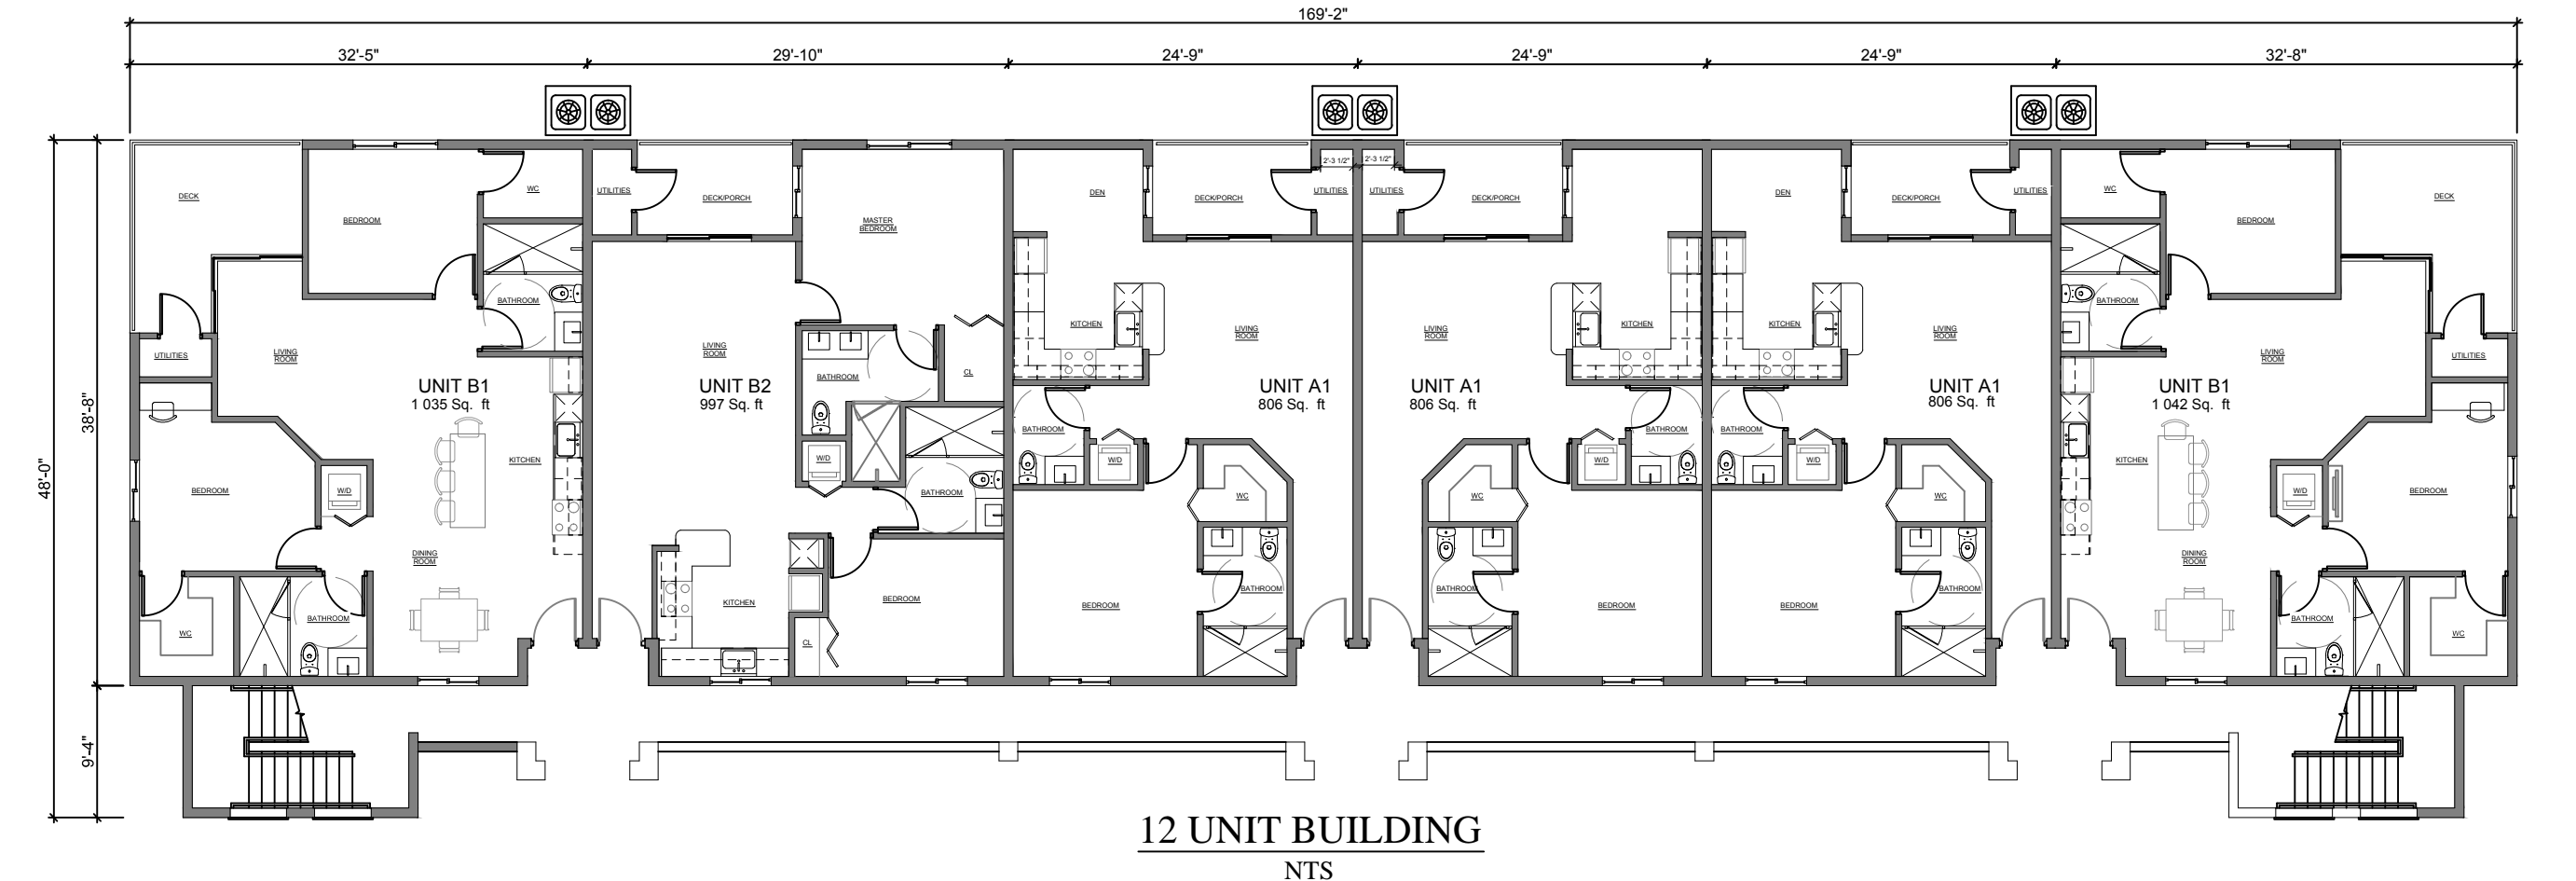 169'-2"
32'-5"
29'-10"
24'-9"
24'-9"
24'-9"
32'-8"
48'-0"
38'-8"
9'-4"
DECK
BEDROOM
WC
BATHROOM
UTILITIES
LIVING
ROOM
UNIT B1
1 035 Sq. ft
KITCHEN
BEDROOM
W/D
DINING
ROOM
WC
BATHROOM
UTILITIES
DECK/PORCH
MASTER
BEDROOM
LIVING
ROOM
UNIT B2
997 Sq. ft
BATHROOM
CL
W/D
BATHROOM
KITCHEN
BEDROOM
CL
DEN
DECK/PORCH
UTILITIES
2'-3 1/2"
KITCHEN
LIVING
ROOM
UNIT A1
806 Sq. ft
BATHROOM
W/D
WC
BEDROOM
BATHROOM
2'-3 1/2"
UTILITIES
DECK/PORCH
LIVING
ROOM
KITCHEN
UNIT A1
806 Sq. ft
BATHROOM
W/D
WC
BATHROOM
BEDROOM
DEN
DECK/PORCH
UTILITIES
KITCHEN
LIVING
ROOM
UNIT A1
806 Sq. ft
BATHROOM
W/D
WC
BEDROOM
BATHROOM
WC
BEDROOM
DECK
BATHROOM
LIVING
ROOM
UTILITIES
UNIT B1
1 042 Sq. ft
KITCHEN
W/D
BEDROOM
DINING
ROOM
BATHROOM
WC
12 UNIT BUILDING
NTS